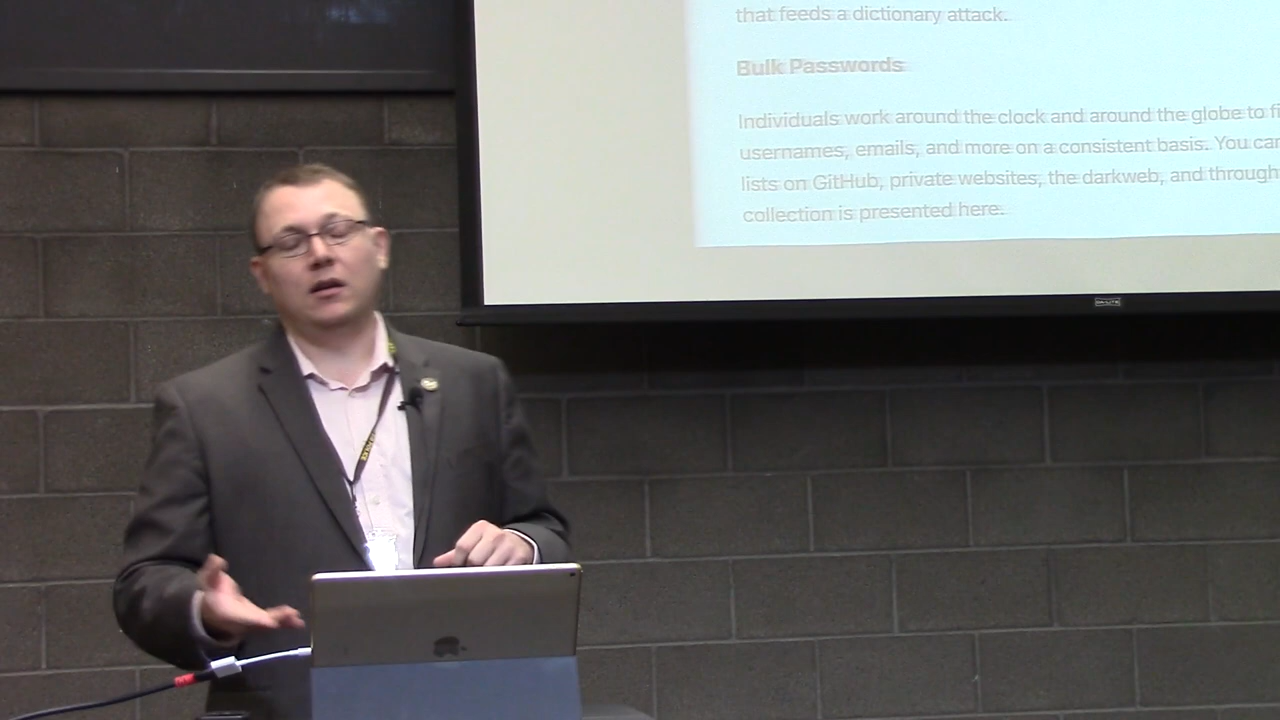 that feeds a dictionary attack.
Bulk Passwords
Individuals work around the clock and around the globe to fi
usernames, emails, and more on a consistent basis. You can
lists on GitHub, private websites, the darkweb, and through
collection is presented here.
DA-LITE